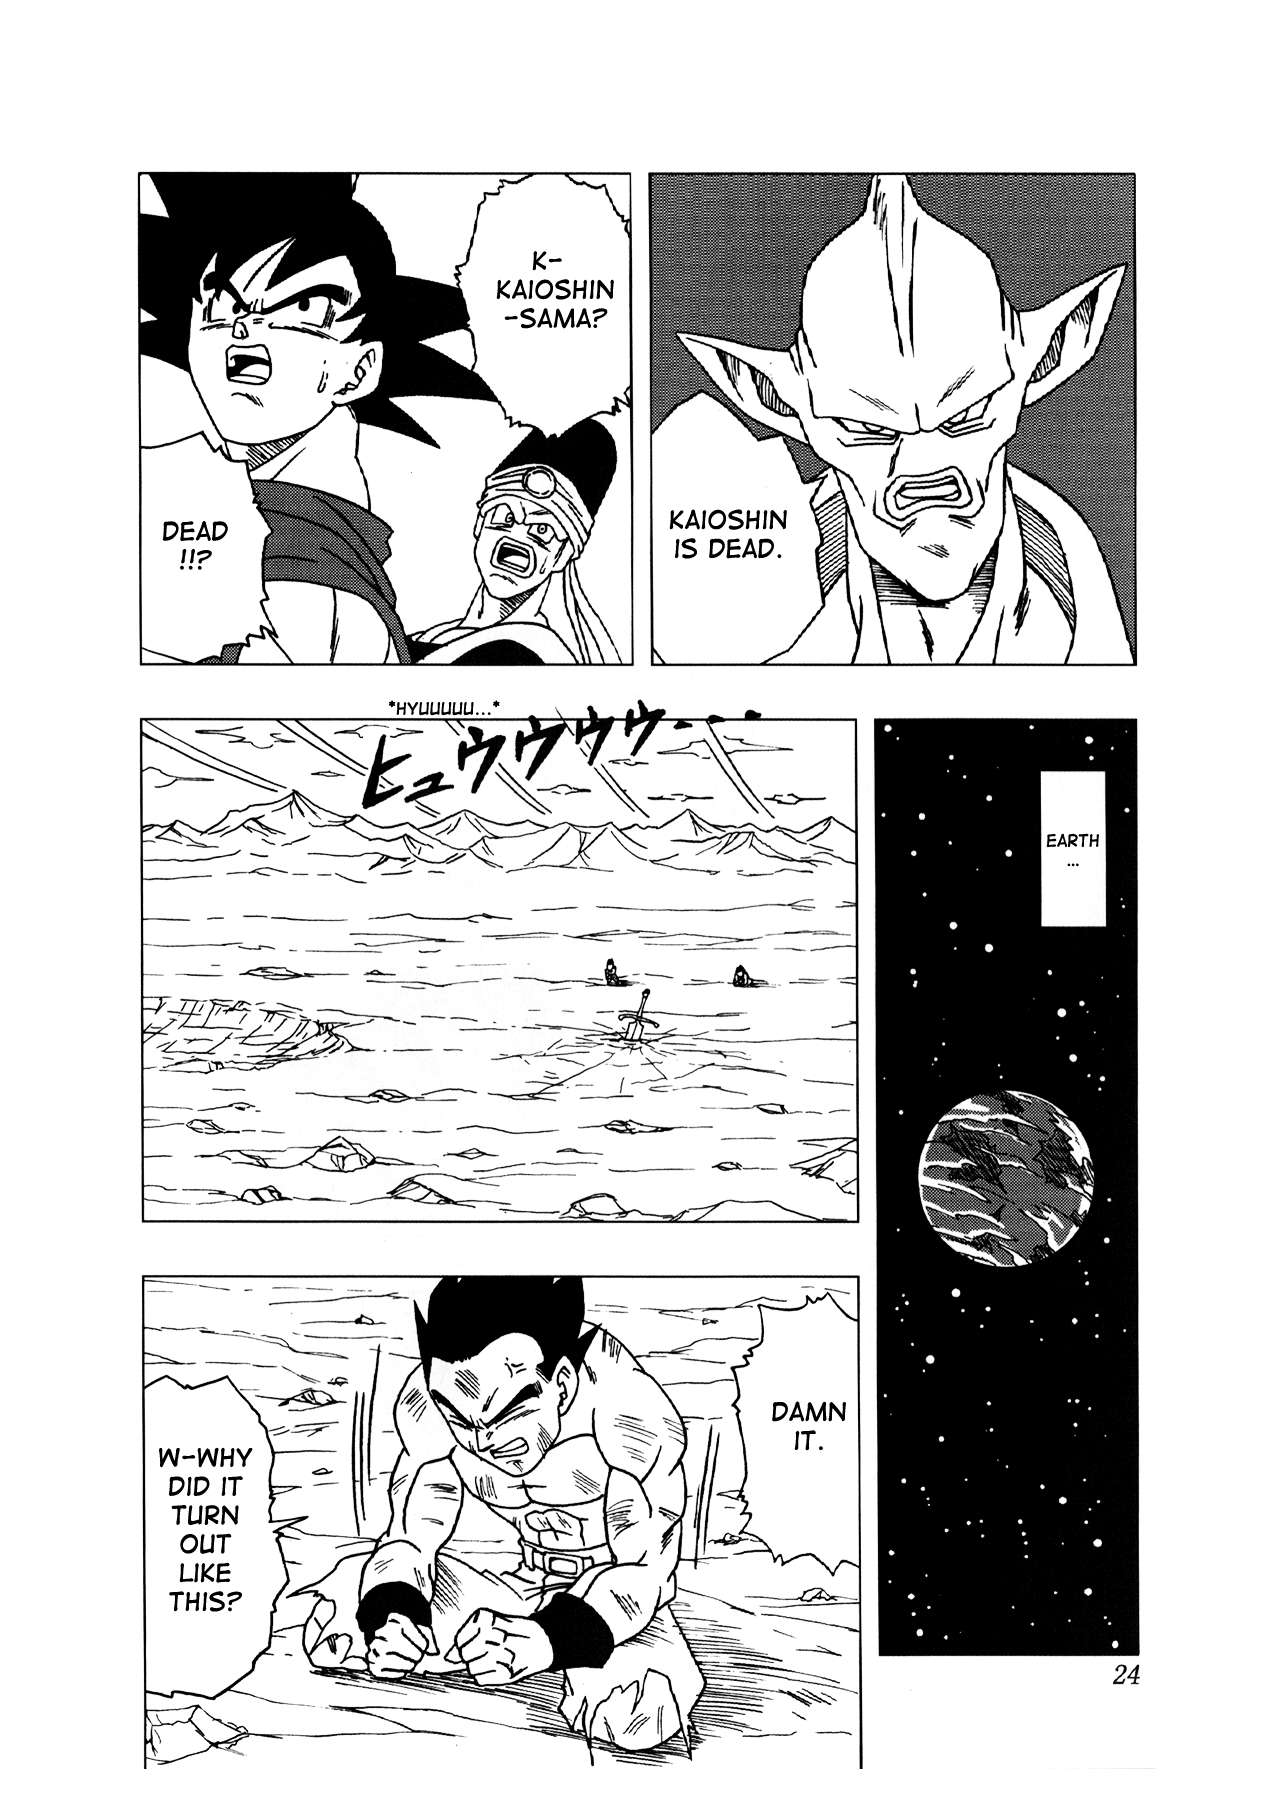 KAIOSHIN
IS DEAD.
K-
KAIOSHIN
-SAMA?
DEAD
!!?
EARTH
...
*HYUUUUU...*
ヒュウウウウ・・・
DAMN
IT.
W-WHY
DID IT
TURN
OUT
LIKE
THIS?
24